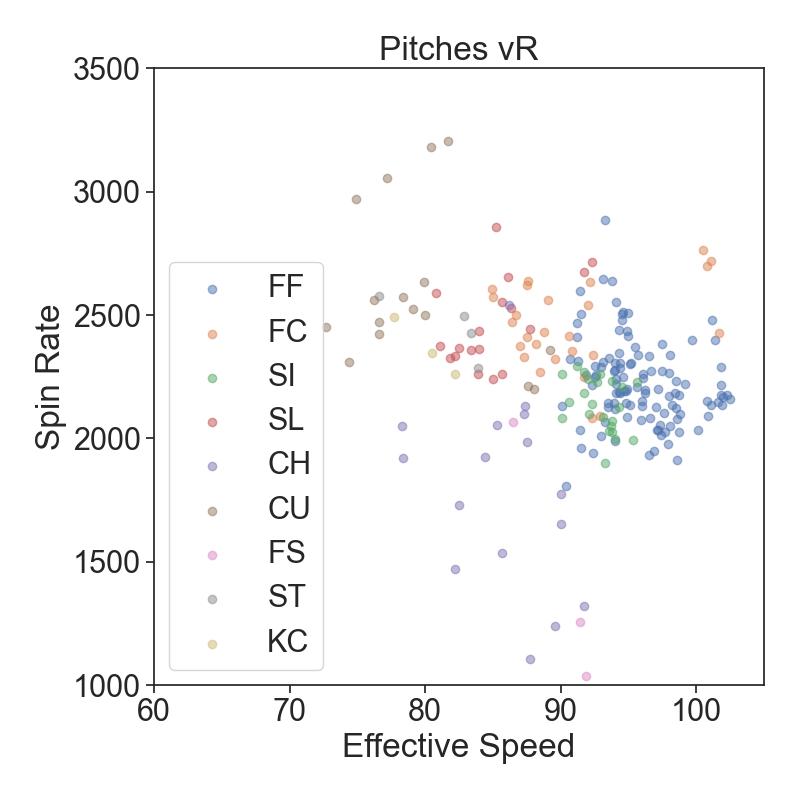 Pitches vR
3500
3000
2500
2000
1500
1000
Spin Rate
FF
FC
SI
SL
CH
CU
FS
ST
KC
60 70 80 90 100
Effective Speed